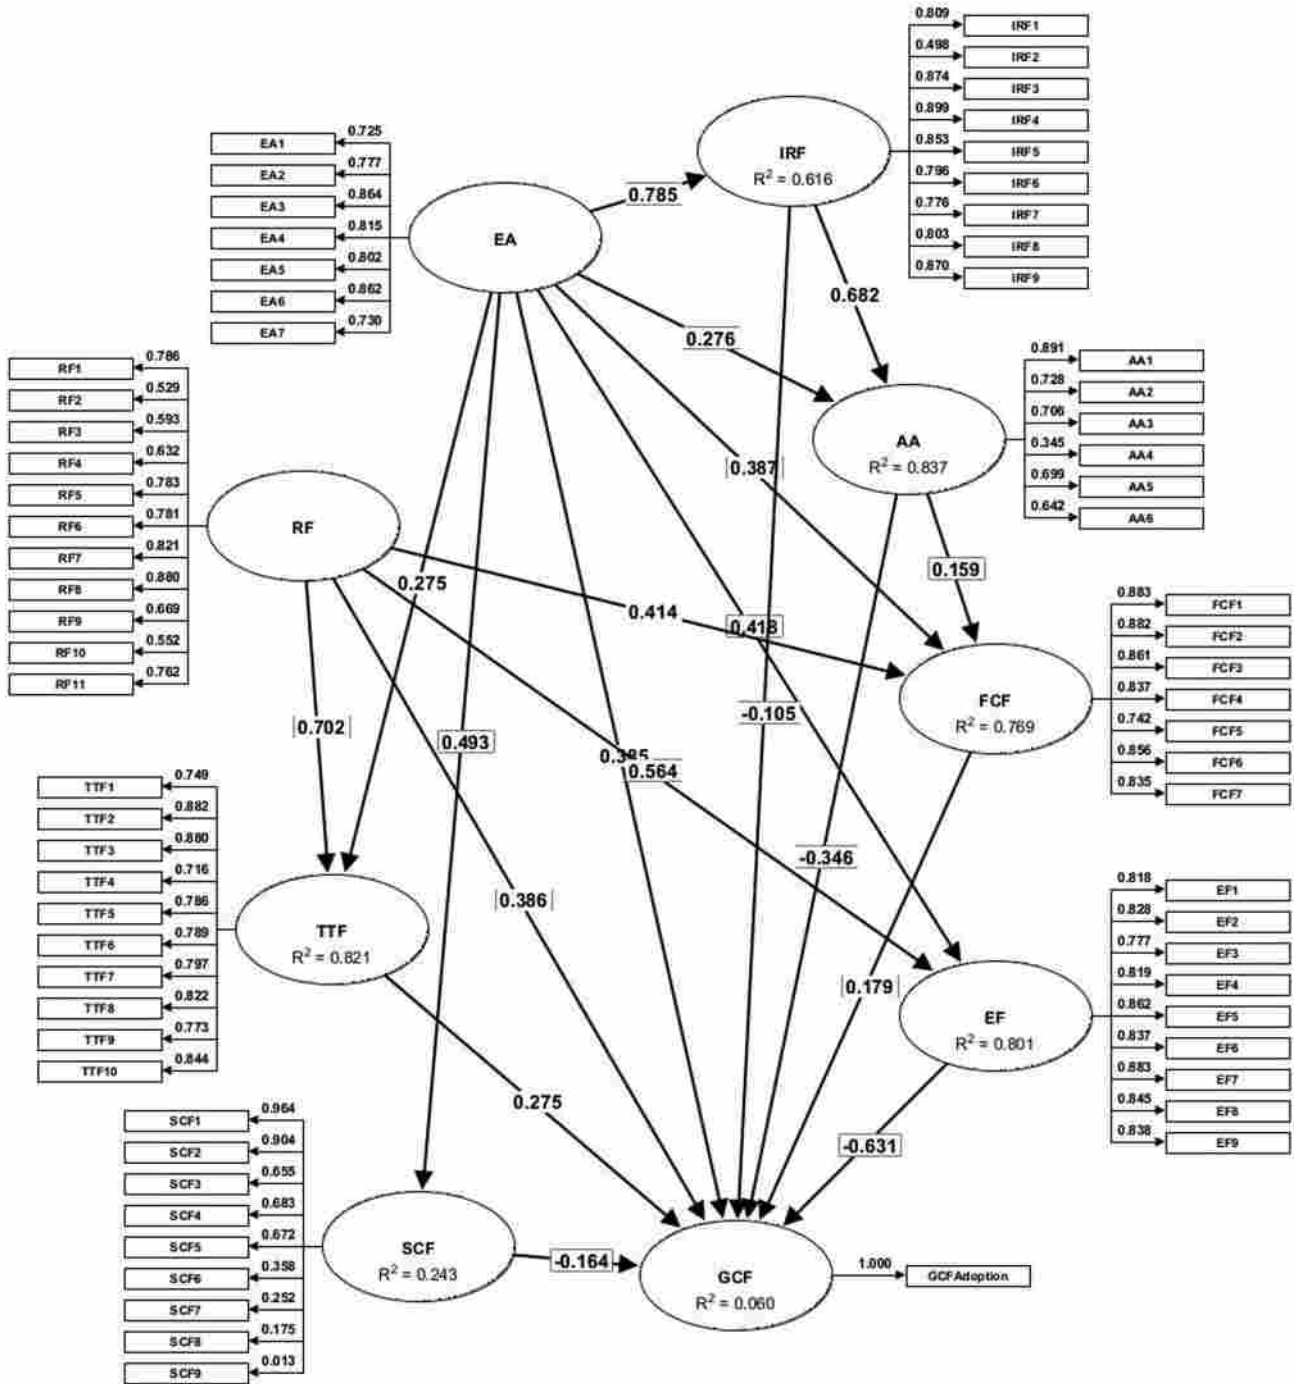 0.809
IRF1
0.498
IRF2
0.874
IRF3
0.899
IRF4
0.853
IRF5
0.796
IRF6
0.776
IRF7
0.803
IRF8
0.870
IRF9
IRF
R² = 0.616
EA1
0.725
EA2
0.777
EA3
0.864
EA4
0.815
EA5
0.802
EA6
0.862
EA7
0.730
EA
0.785
0.682
0.276
0.891
AA1
0.728
AA2
0.706
AA3
0.345
AA4
0.699
AA5
0.642
AA6
AA
R² = 0.837
RF1
0.786
RF2
0.529
RF3
0.593
RF4
0.632
RF5
0.783
RF6
0.781
RF7
0.821
RF8
0.880
RF9
0.669
RF10
0.552
RF11
0.762
RF
0.387
0.159
0.275
0.414
0.418
0.883
FCF1
0.882
FCF2
0.861
FCF3
0.837
FCF4
0.742
FCF5
0.856
FCF6
0.835
FCF7
FCF
R² = 0.769
0.702
0.493
-0.105
0.385
0.564
TTF1
0.749
TTF2
0.882
TTF3
0.880
TTF4
0.716
TTF5
0.786
TTF6
0.789
TTF7
0.797
TTF8
0.822
TTF9
0.773
TTF10
0.844
TTF
R² = 0.821
0.386
-0.346
0.179
0.818
EF1
0.828
EF2
0.777
EF3
0.819
EF4
0.862
EF5
0.837
EF6
0.883
EF7
0.845
EF8
0.838
EF9
EF
R² = 0.801
0.275
-0.631
SCF1
0.964
SCF2
0.904
SCF3
0.655
SCF4
0.683
SCF5
0.672
SCF6
0.358
SCF7
0.252
SCF8
0.175
SCF9
0.013
SCF
R² = 0.243
-0.164
GCF
R² = 0.060
1.000
GCFAdoption